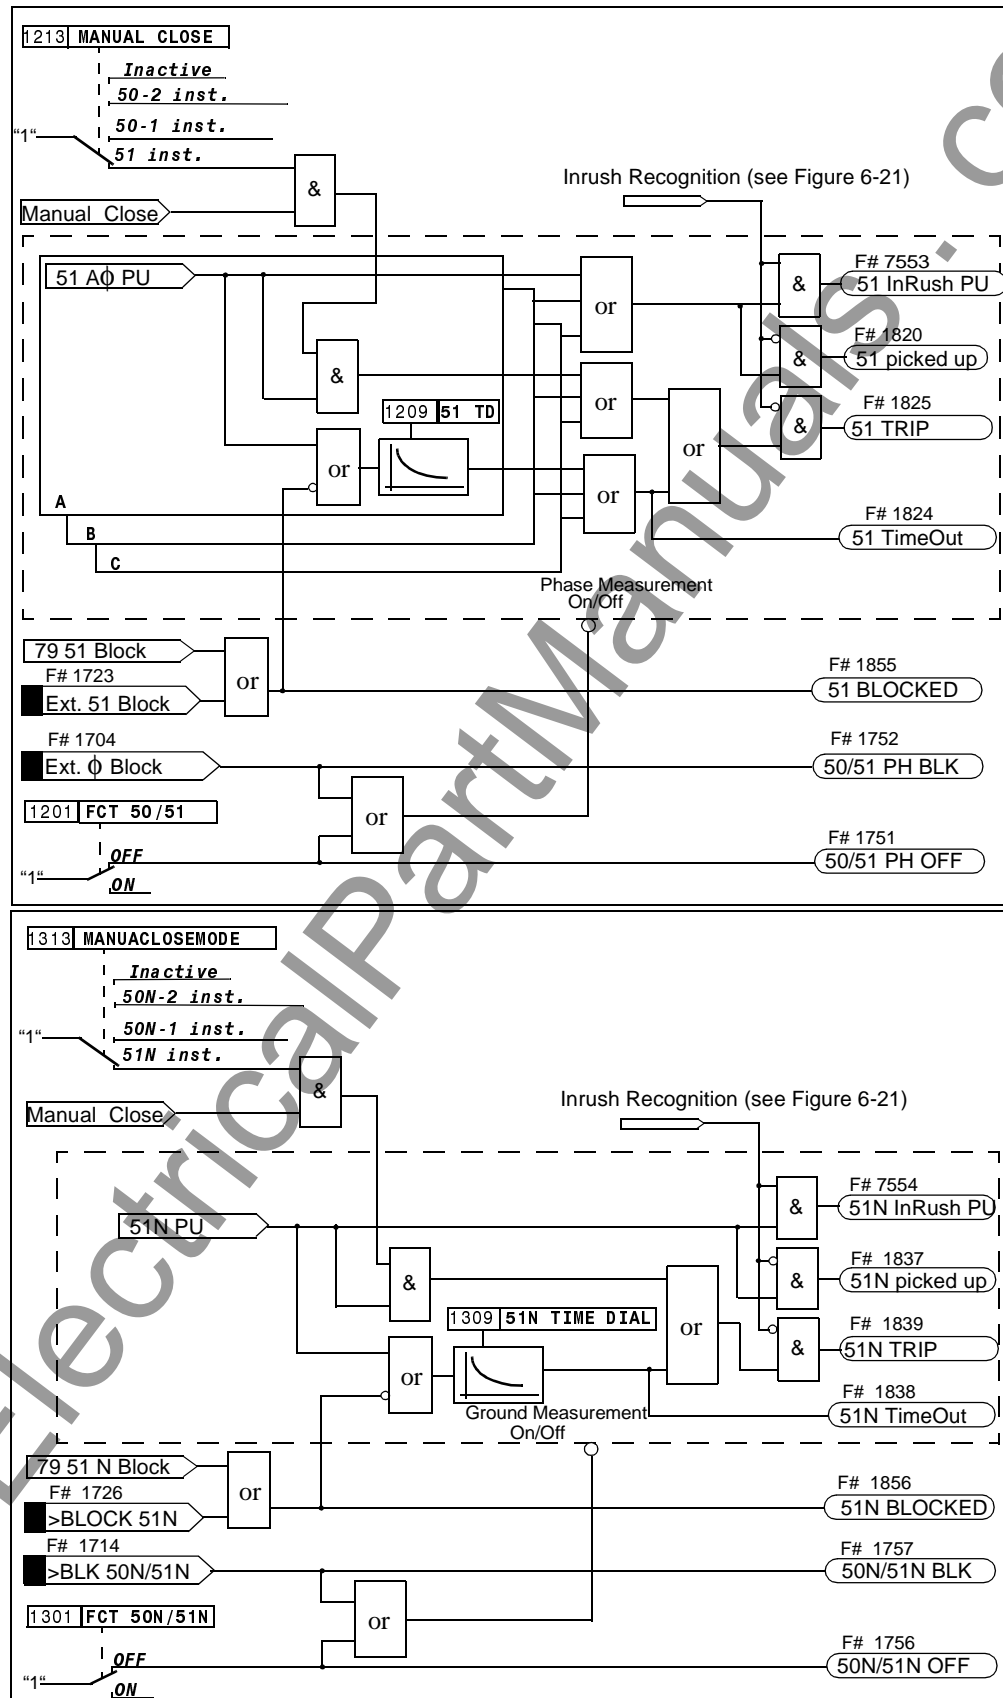 1213 MANUAL CLOSE
Inactive
50-2 inst.
50-1 inst.
"1"
51 inst.
&
Manual Close
Inrush Recognition (see Figure 6-21)
51 Aϕ PU
or
&
F# 7553
51 InRush PU
&
F# 1820
51 picked up
&
or
1209 51 TD
or
&
F# 1825
51 TRIP
or
or
A
B
C
F# 1824
51 TimeOut
Phase Measurement
On/Off
79 51 Block
F# 1723
Ext. 51 Block
or
F# 1855
51 BLOCKED
F# 1704
Ext. ϕ Block
F# 1752
50/51 PH BLK
1201 FCT 50/51
or
OFF
"1"
ON
F# 1751
50/51 PH OFF
1313 MANUACLOSEMODE
Inactive
50N-2 inst.
50N-1 inst.
"1"
51N inst.
&
Manual Close
Inrush Recognition (see Figure 6-21)
51N PU
&
F# 7554
51N InRush PU
&
&
F# 1837
51N picked up
1309 51N TIME DIAL
or
or
&
F# 1839
51N TRIP
F# 1838
51N TimeOut
Ground Measurement
On/Off
79 51 N Block
F# 1726
>BLOCK 51N
or
F# 1856
51N BLOCKED
F# 1714
>BLK 50N/51N
F# 1757
50N/51N BLK
1301 FCT 50N/51N
or
OFF
"1"
ON
F# 1756
50N/51N OFF
ElectricalPartManuals.co